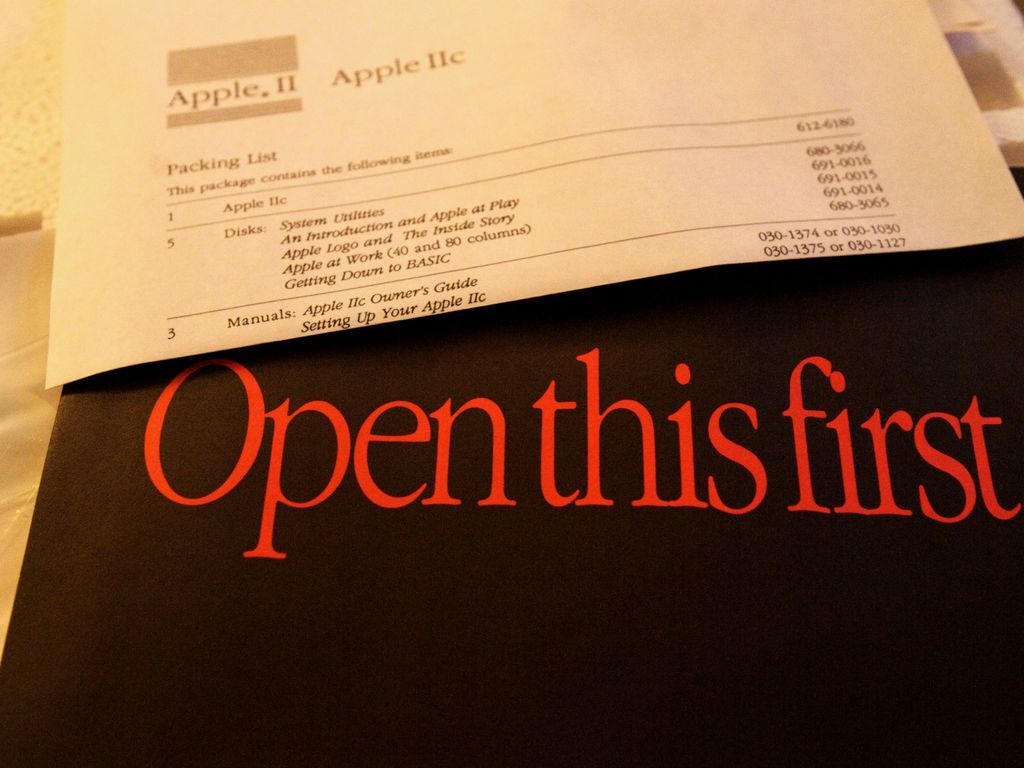 Apple II Apple IIc
Packing List
This package contains the following items:
1 Apple IIc 612-6180
5 Disks: System Utilities 680-3066
An Introduction and Apple at Play 691-0016
Apple Logo and The Inside Story 691-0015
Apple at Work (40 and 80 columns) 691-0014
Getting Down to BASIC 680-3065
3 Manuals: Apple IIc Owner's Guide 030-1374 or 030-1030
Setting Up Your Apple IIc 030-1375 or 030-1127
Open this first